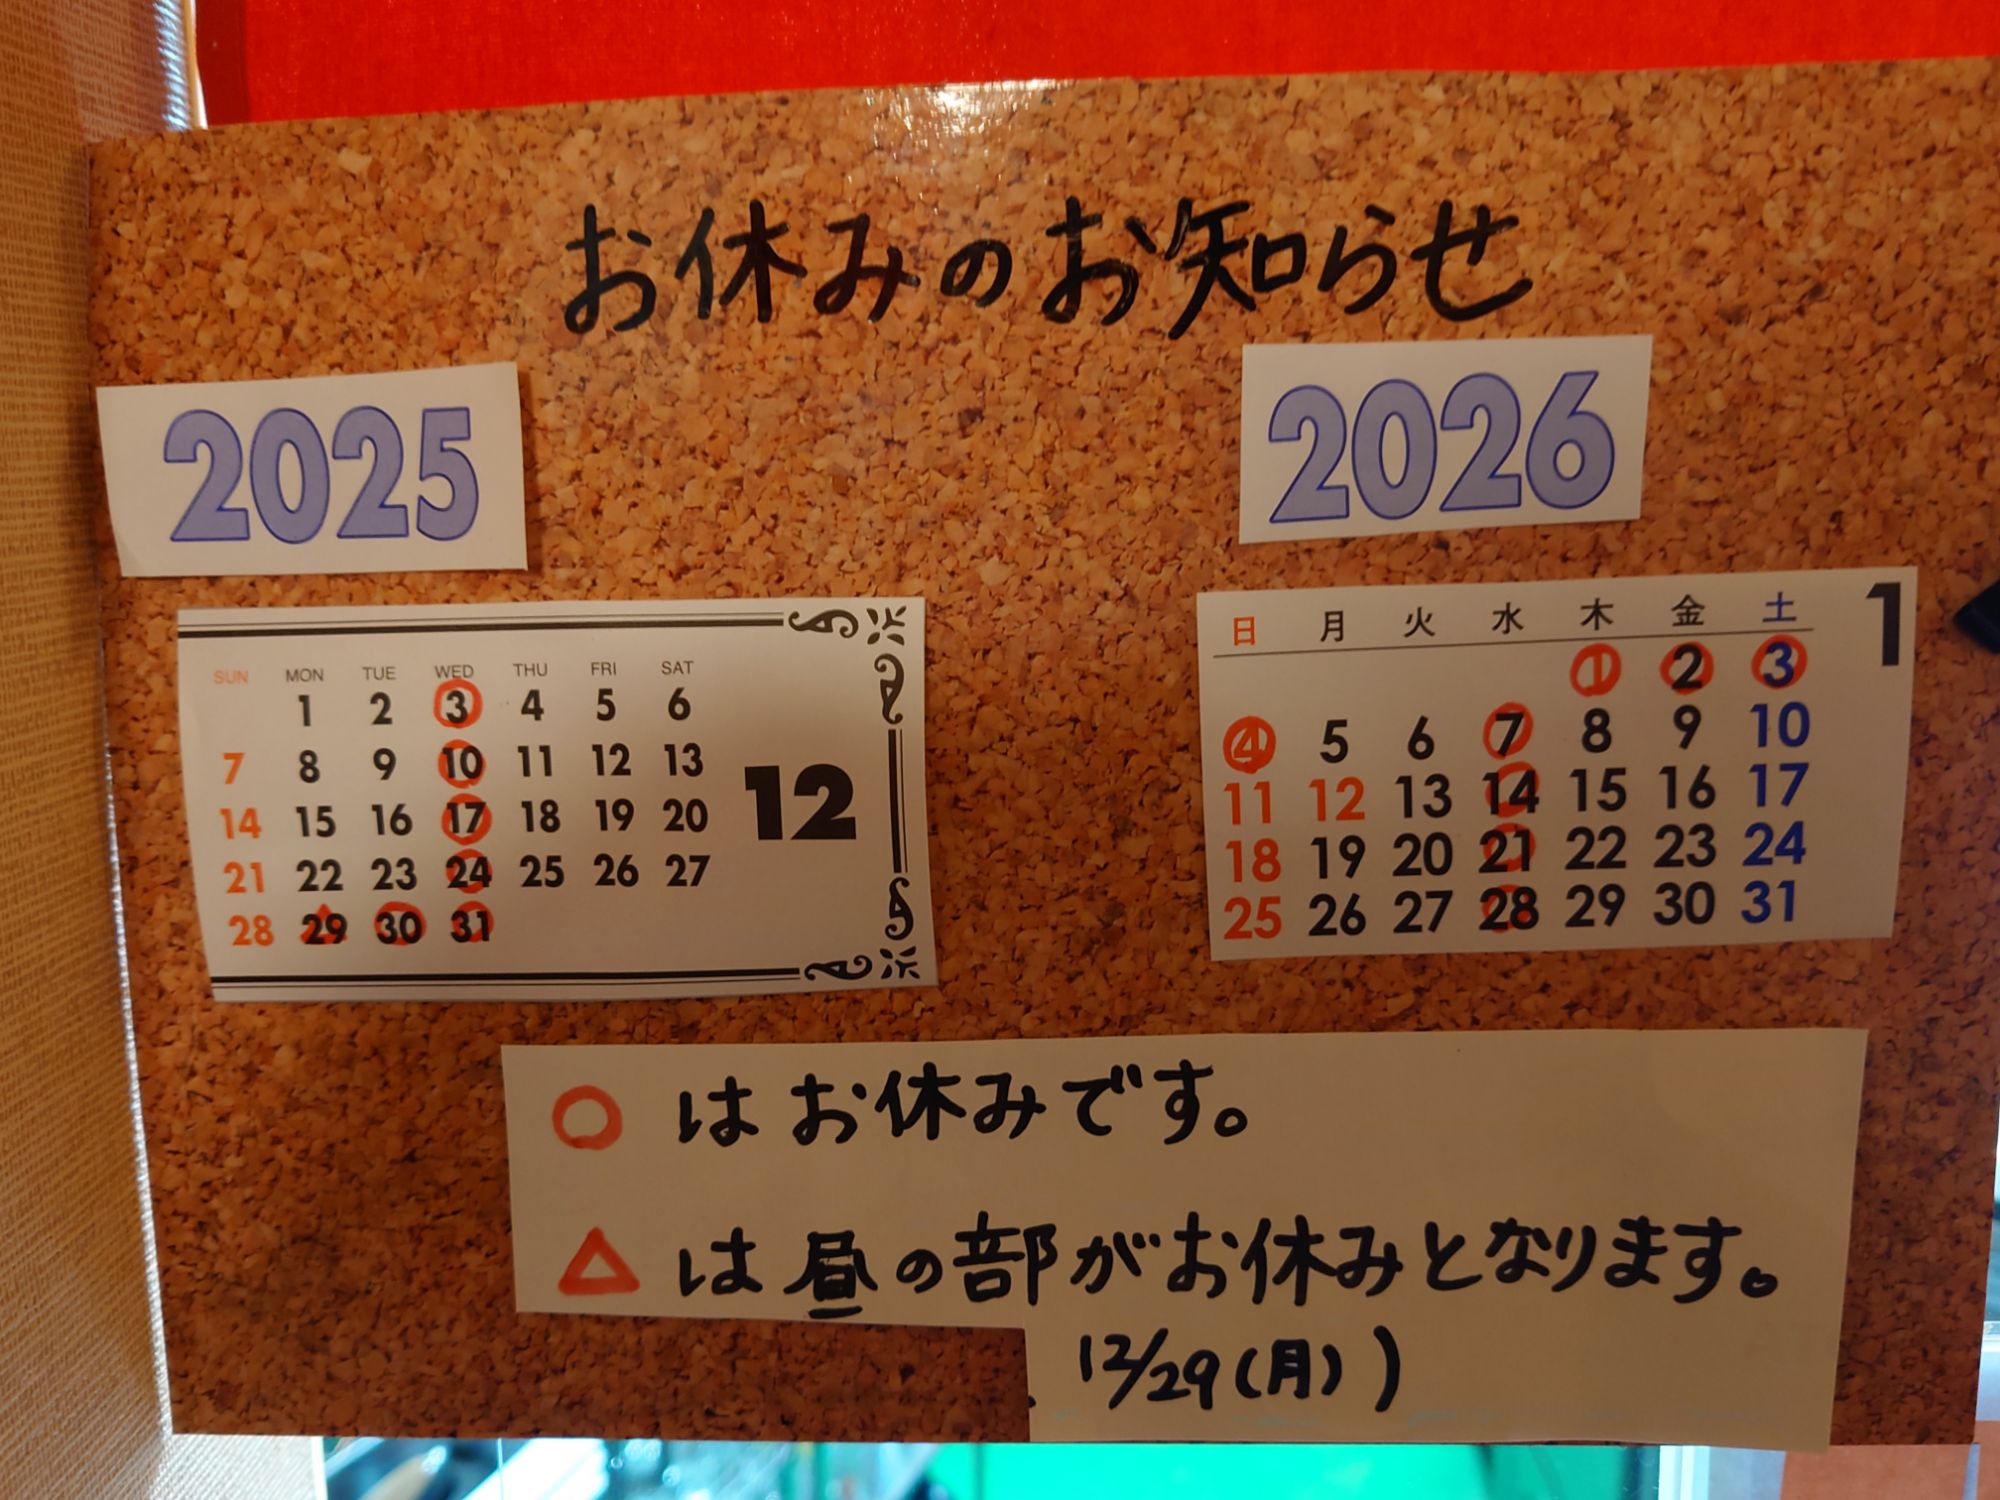 お休みのお知らせ
2025
SUN MON TUE WED THU FRI SAT
1 2 3 4 5 6
7 8 9 10 11 12 13
14 15 16 17 18 19 20
21 22 23 24 25 26 27
28 29 30 31
12
2026
日 月 火 水 木 金 土
1 2 3
4 5 6 7 8 9 10
11 12 13 14 15 16 17
18 19 20 21 22 23 24
25 26 27 28 29 30 31
1
○はお休みです。
△は昼の部がお休みとなります。
12/29(月))